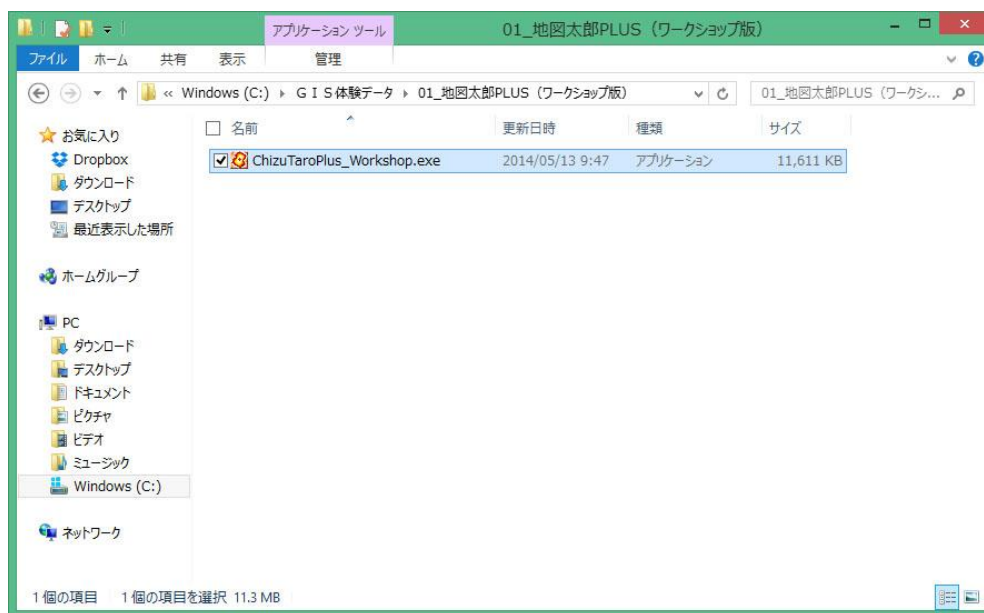 アプリケーション ツール
01_地図太郎PLUS（ワークショップ版）
ファイル ホーム 共有 表示 管理
« Windows (C:) ▸ ＧＩＳ体験データ ▸ 01_地図太郎PLUS（ワークショップ版）
01_地図太郎PLUS（ワークシ...
名前 更新日時 種類 サイズ
ChizuTaroPlus_Workshop.exe 2014/05/13 9:47 アプリケーション 11,611 KB
お気に入り
Dropbox
ダウンロード
デスクトップ
最近表示した場所
ホームグループ
PC
ダウンロード
デスクトップ
ドキュメント
ピクチャ
ビデオ
ミュージック
Windows (C:)
ネットワーク
1 個の項目 1 個の項目を選択 11.3 MB